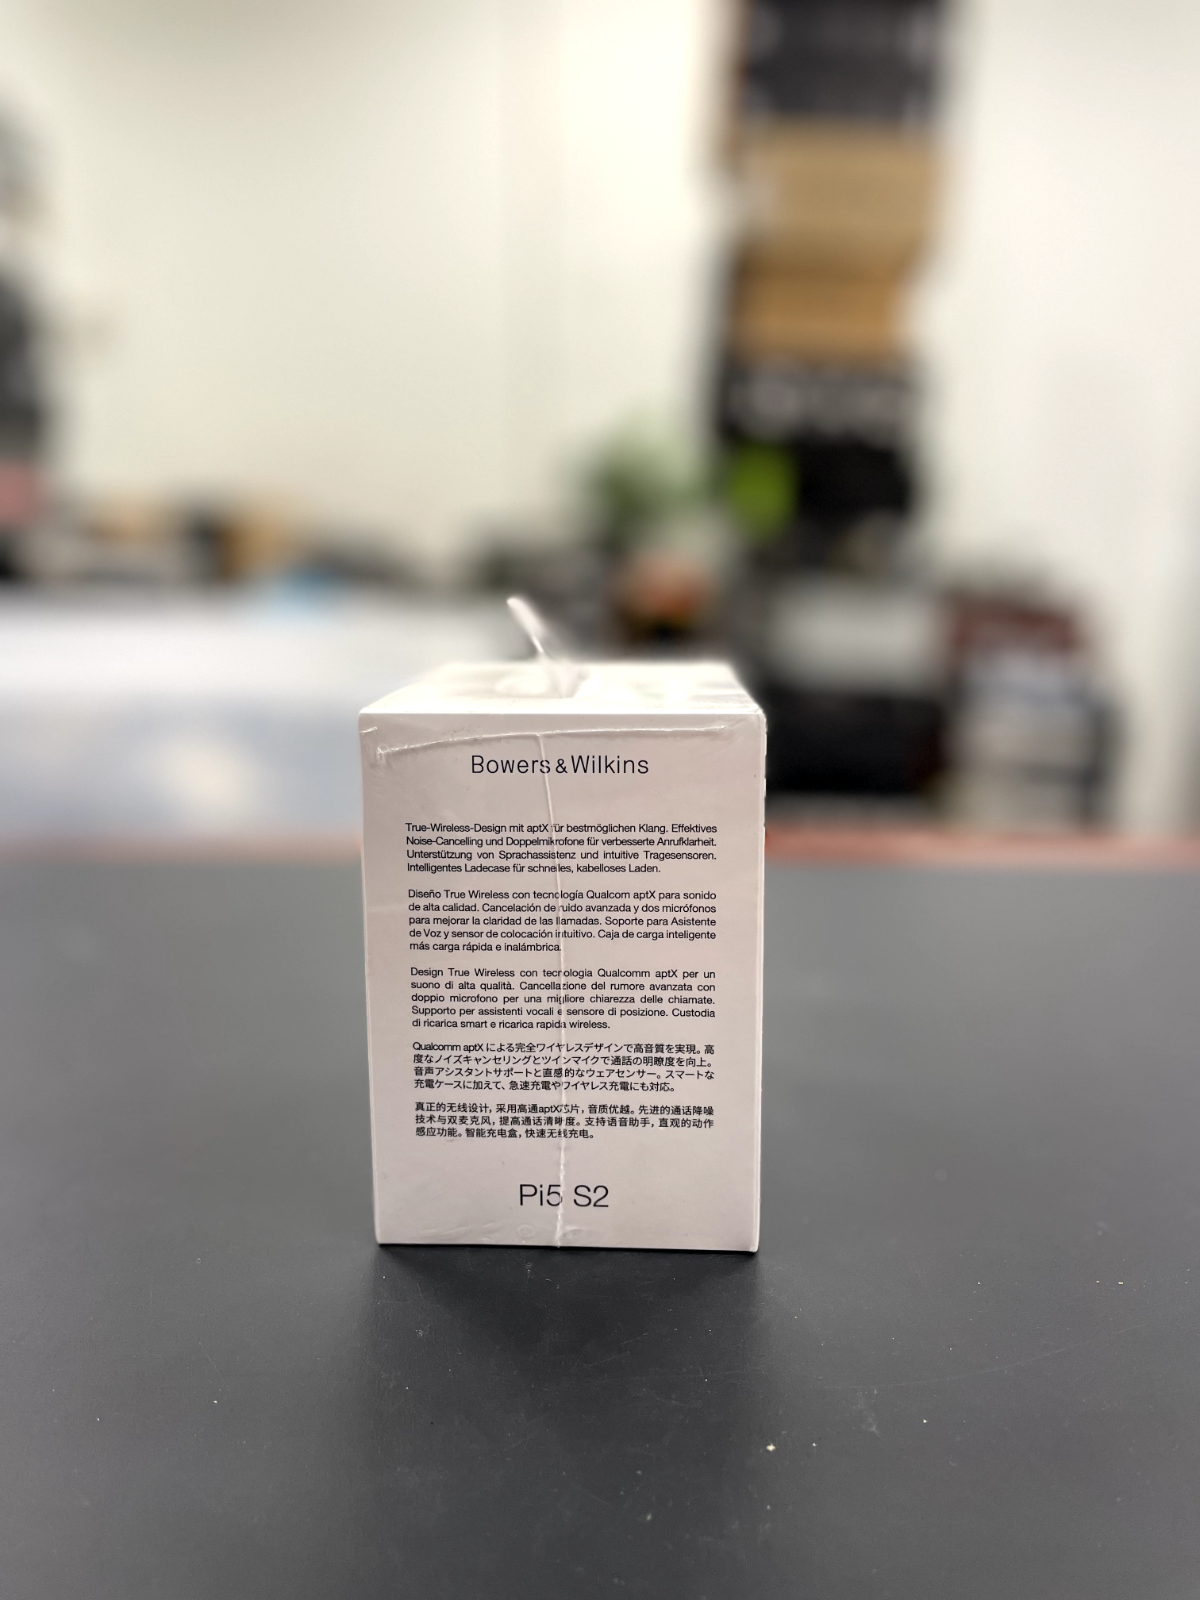 Bowers & Wilkins
True-Wireless-Design mit aptX für bestmöglichen Klang. Effektives
Noise-Cancelling und Doppelmikrofone für verbesserte Anrufklarheit.
Unterstützung von Sprachassistenz und intuitive Tragesensoren.
Intelligentes Ladecase für schnelles, kabelloses Laden.
Diseño True Wireless con tecnología Qualcom aptX para sonido
de alta calidad. Cancelación de ruido avanzada y dos micrófonos
para mejorar la claridad de las llamadas. Soporte para Asistente
de Voz y sensor de colocación intuitivo. Caja de carga inteligente
más carga rápida e inalámbrica.
Design True Wireless con tecnologia Qualcomm aptX per un
suono di alta qualità. Cancellazione del rumore avanzata con
doppio microfono per una migliore chiarezza delle chiamate.
Supporto per assistenti vocali e sensore di posizione. Custodia
di ricarica smart e ricarica rapida wireless.
Qualcomm aptX による完全ワイヤレスデザインで高音質を実現。高
度なノイズキャンセリングとツインマイクで通話の明瞭度を向上。
音声アシスタントサポートと直感的なウェアセンサー。スマートな
充電ケースに加えて、急速充電やワイヤレス充電にも対応。
真正的无线设计，采用高通aptX芯片，音质优越。先进的通话降噪
技术与双麦克风，提高通话清晰度。支持语音助手，直观的动作
感应功能。智能充电盒，快速无线充电。
Pi5 S2